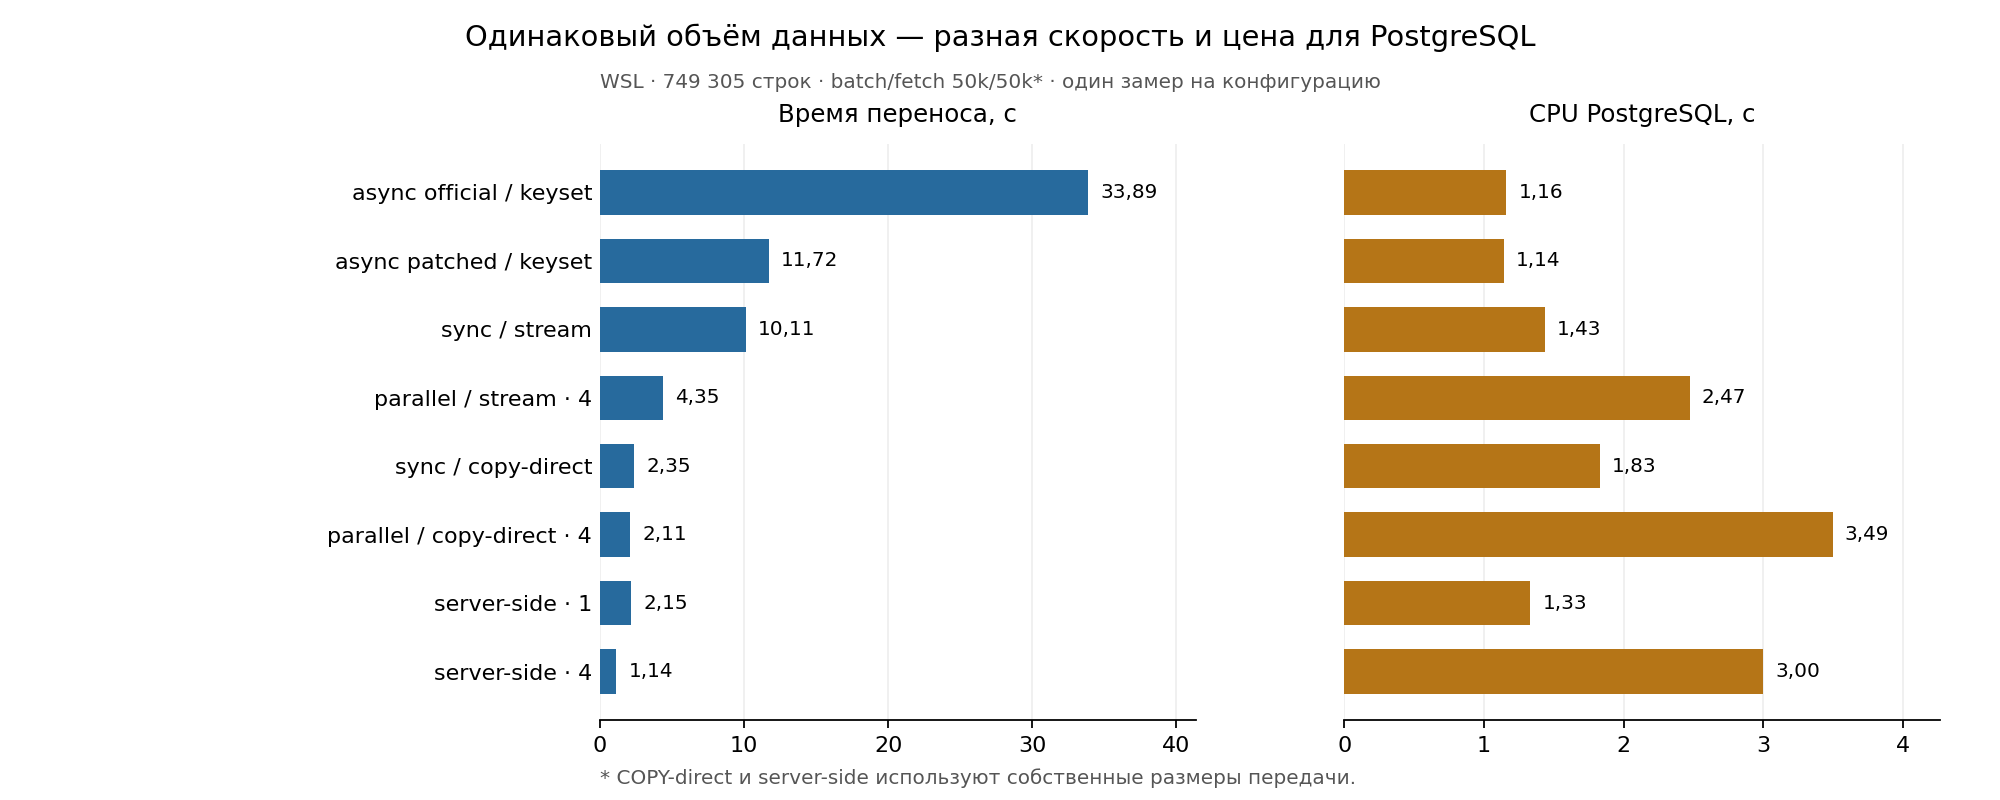 Одинаковый объём данных — разная скорость и цена для PostgreSQL
WSL · 749 305 строк · batch/fetch 50k/50k* · один замер на конфигурацию
Время переноса, с
CPU PostgreSQL, с
async official / keyset 33,89 1,16
async patched / keyset 11,72 1,14
sync / stream 10,11 1,43
parallel / stream · 4 4,35 2,47
sync / copy-direct 2,35 1,83
parallel / copy-direct · 4 2,11 3,49
server-side · 1 2,15 1,33
server-side · 4 1,14 3,00
0 10 20 30 40
0 1 2 3 4
* COPY-direct и server-side используют собственные размеры передачи.